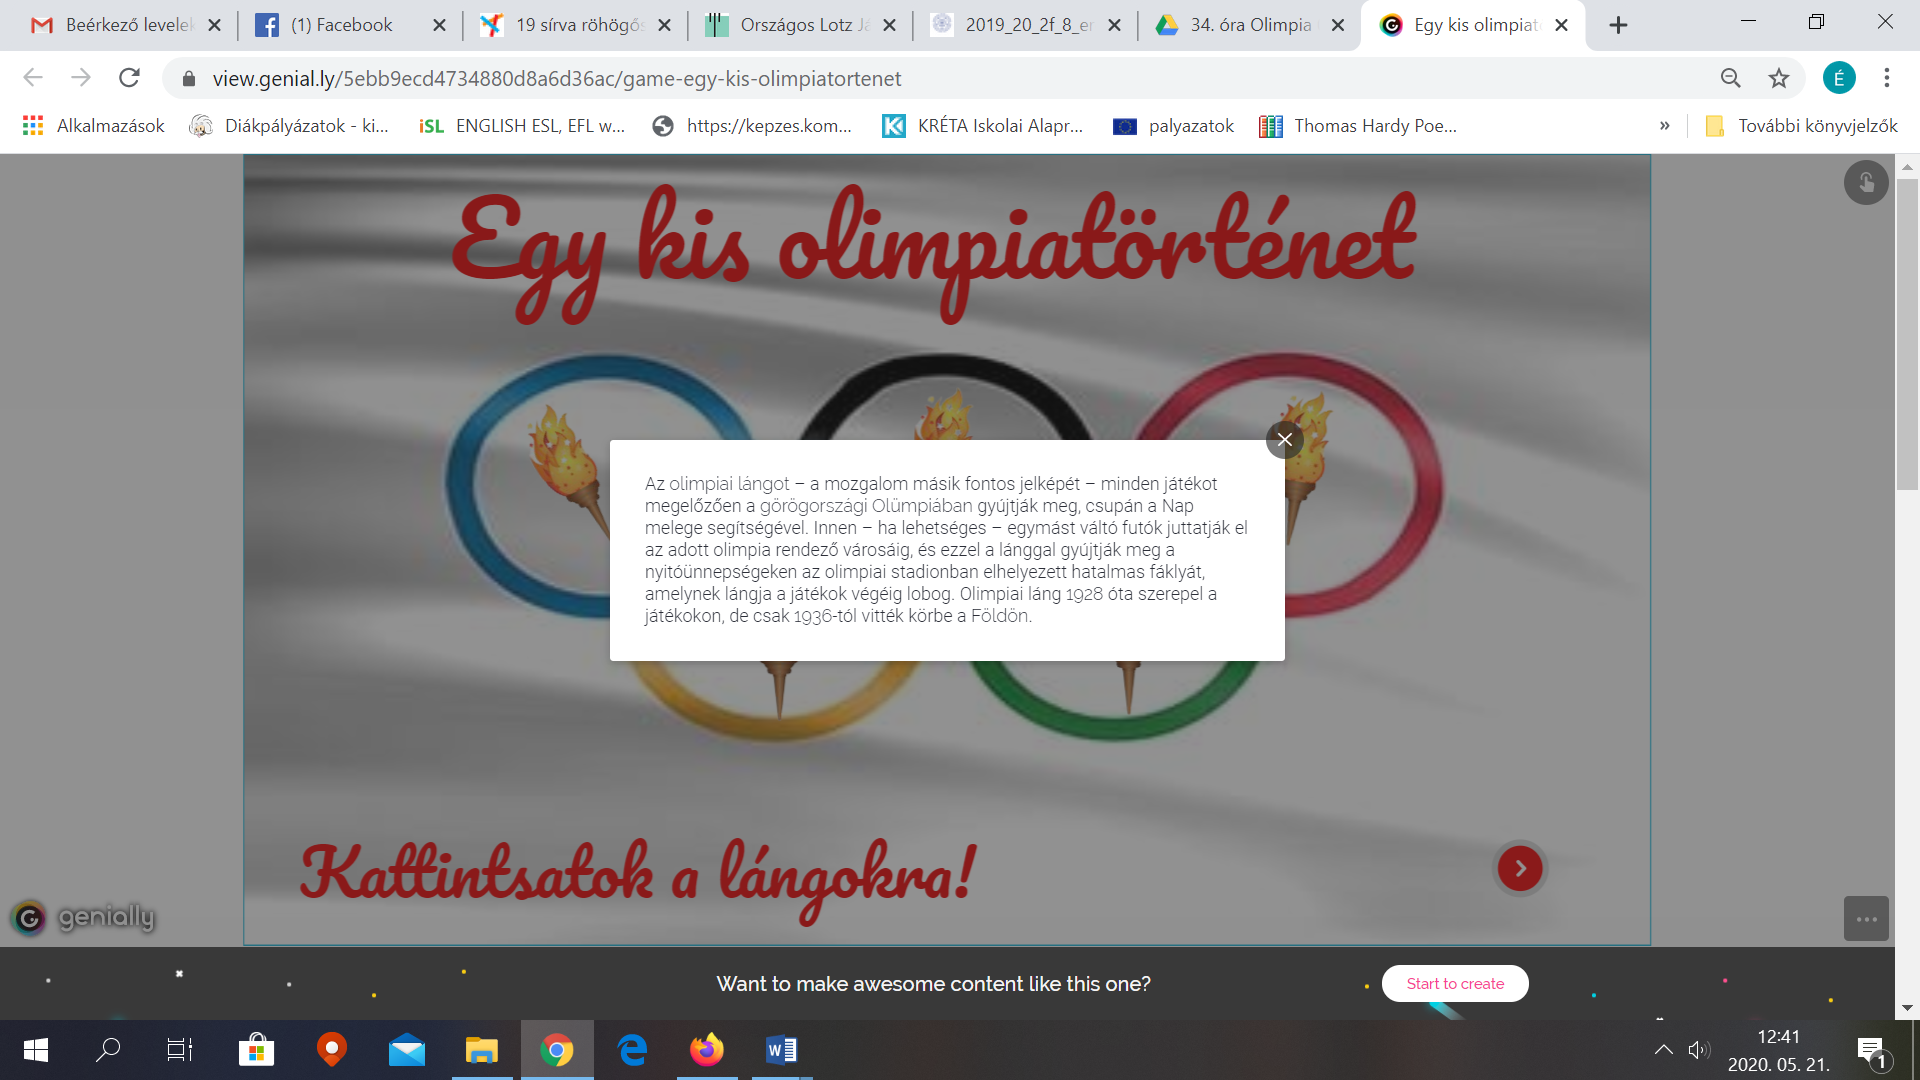 Beérkező levelek
(1) Facebook
19 sírva röhögős
Országos Lotz Já
2019_20_2f_8_er
34. óra Olimpia
Egy kis olimpiatö
view.genial.ly/5ebb9ecd4734880d8a6d36ac/game-egy-kis-olimpiatortenet
É
Alkalmazások
Diákpályázatok - ki...
iSL ENGLISH ESL, EFL w...
https://kepzes.kom...
KRÉTA Iskolai Alapr...
palyazatok
Thomas Hardy Poe...
»
További könyvjelzők
Egy kis olimpiatörténet
Az olimpiai lángot – a mozgalom másik fontos jelképét – minden játékot
megelőzően a görögországi Olümpiában gyújtják meg, csupán a Nap
melege segítségével. Innen – ha lehetséges – egymást váltó futók juttatják el
az adott olimpia rendező városáig, és ezzel a lánggal gyújtják meg a
nyitóünnepségeken az olimpiai stadionban elhelyezett hatalmas fáklyát,
amelynek lángja a játékok végéig lobog. Olimpiai láng 1928 óta szerepel a
játékokon, de csak 1936-tól vitték körbe a Földön.
Kattintsatok a lángokra!
genially
Want to make awesome content like this one?
Start to create
12:41
2020. 05. 21.
1